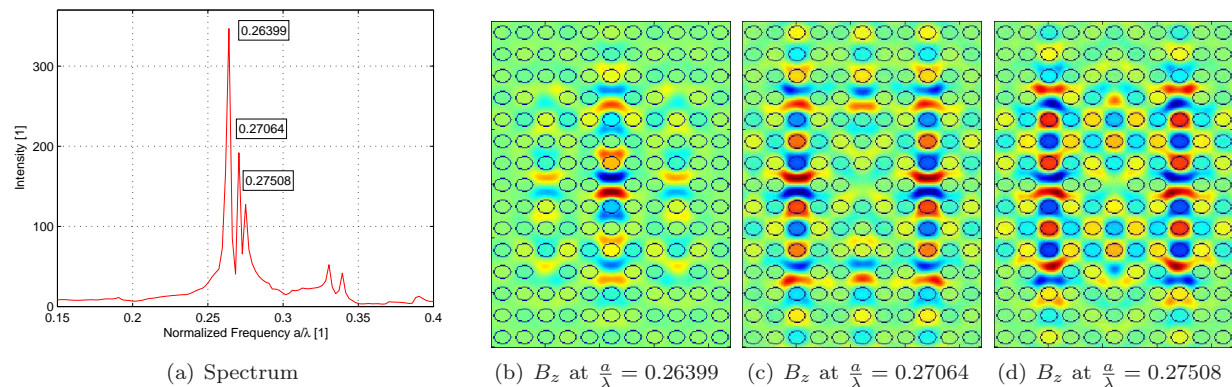 300
200
100
0
0.15
0.2
0.25
0.3
0.35
0.4
Intensity [1]
Normalized Frequency a/λ [1]
0.26399
0.27064
0.27508
(a) Spectrum
(b) B_z at a/λ = 0.26399
(c) B_z at a/λ = 0.27064
(d) B_z at a/λ = 0.27508